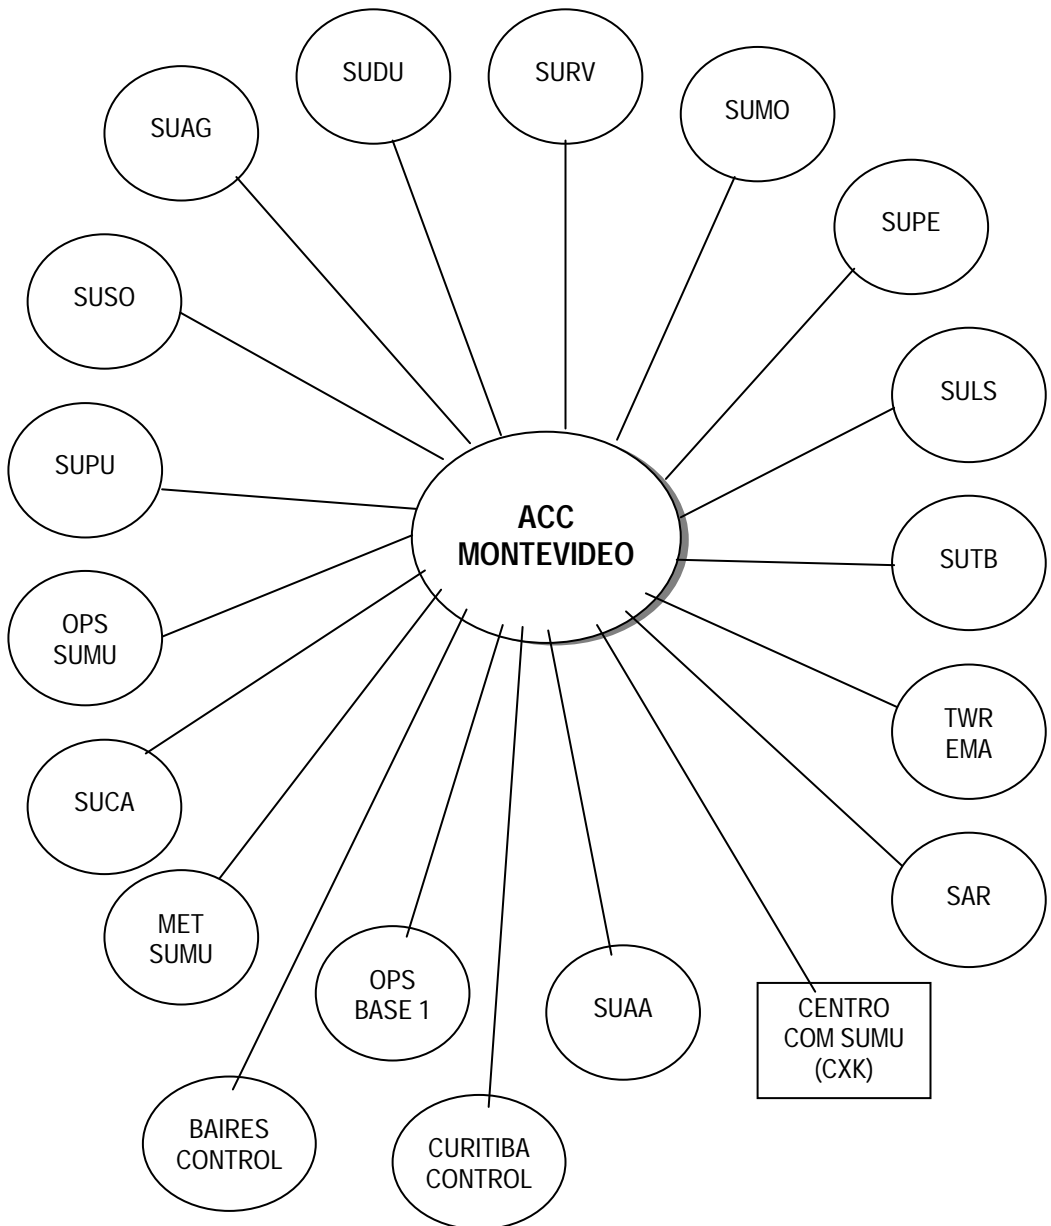 SUDU
SURV
SUMO
SUAG
SUPE
SUSO
SULS
SUPU
ACC
MONTEVIDEO
SUTB
OPS
SUMU
TWR
EMA
SUCA
SAR
MET
SUMU
OPS
BASE 1
SUAA
CENTRO
COM SUMU
(CXK)
BAIRES
CONTROL
CURITIBA
CONTROL